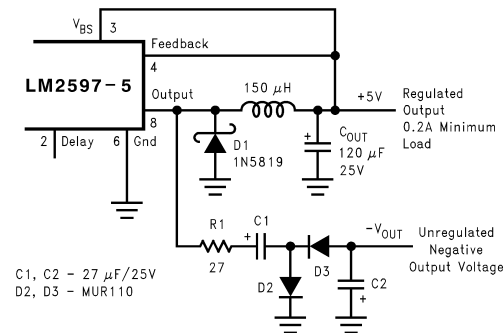 V_BS 3
Feedback
4
LM2597-5
Output
8
150 μH
+5V
Regulated
Output
0.2A Minimum
Load
2 Delay 6 Gnd
D1
1N5819
+
C_OUT
120 μF
25V
R1
27
+
C1
D2
D3
-V_OUT
C2
+
Unregulated
Negative
Output Voltage
C1, C2 - 27 μF/25V
D2, D3 - MUR110